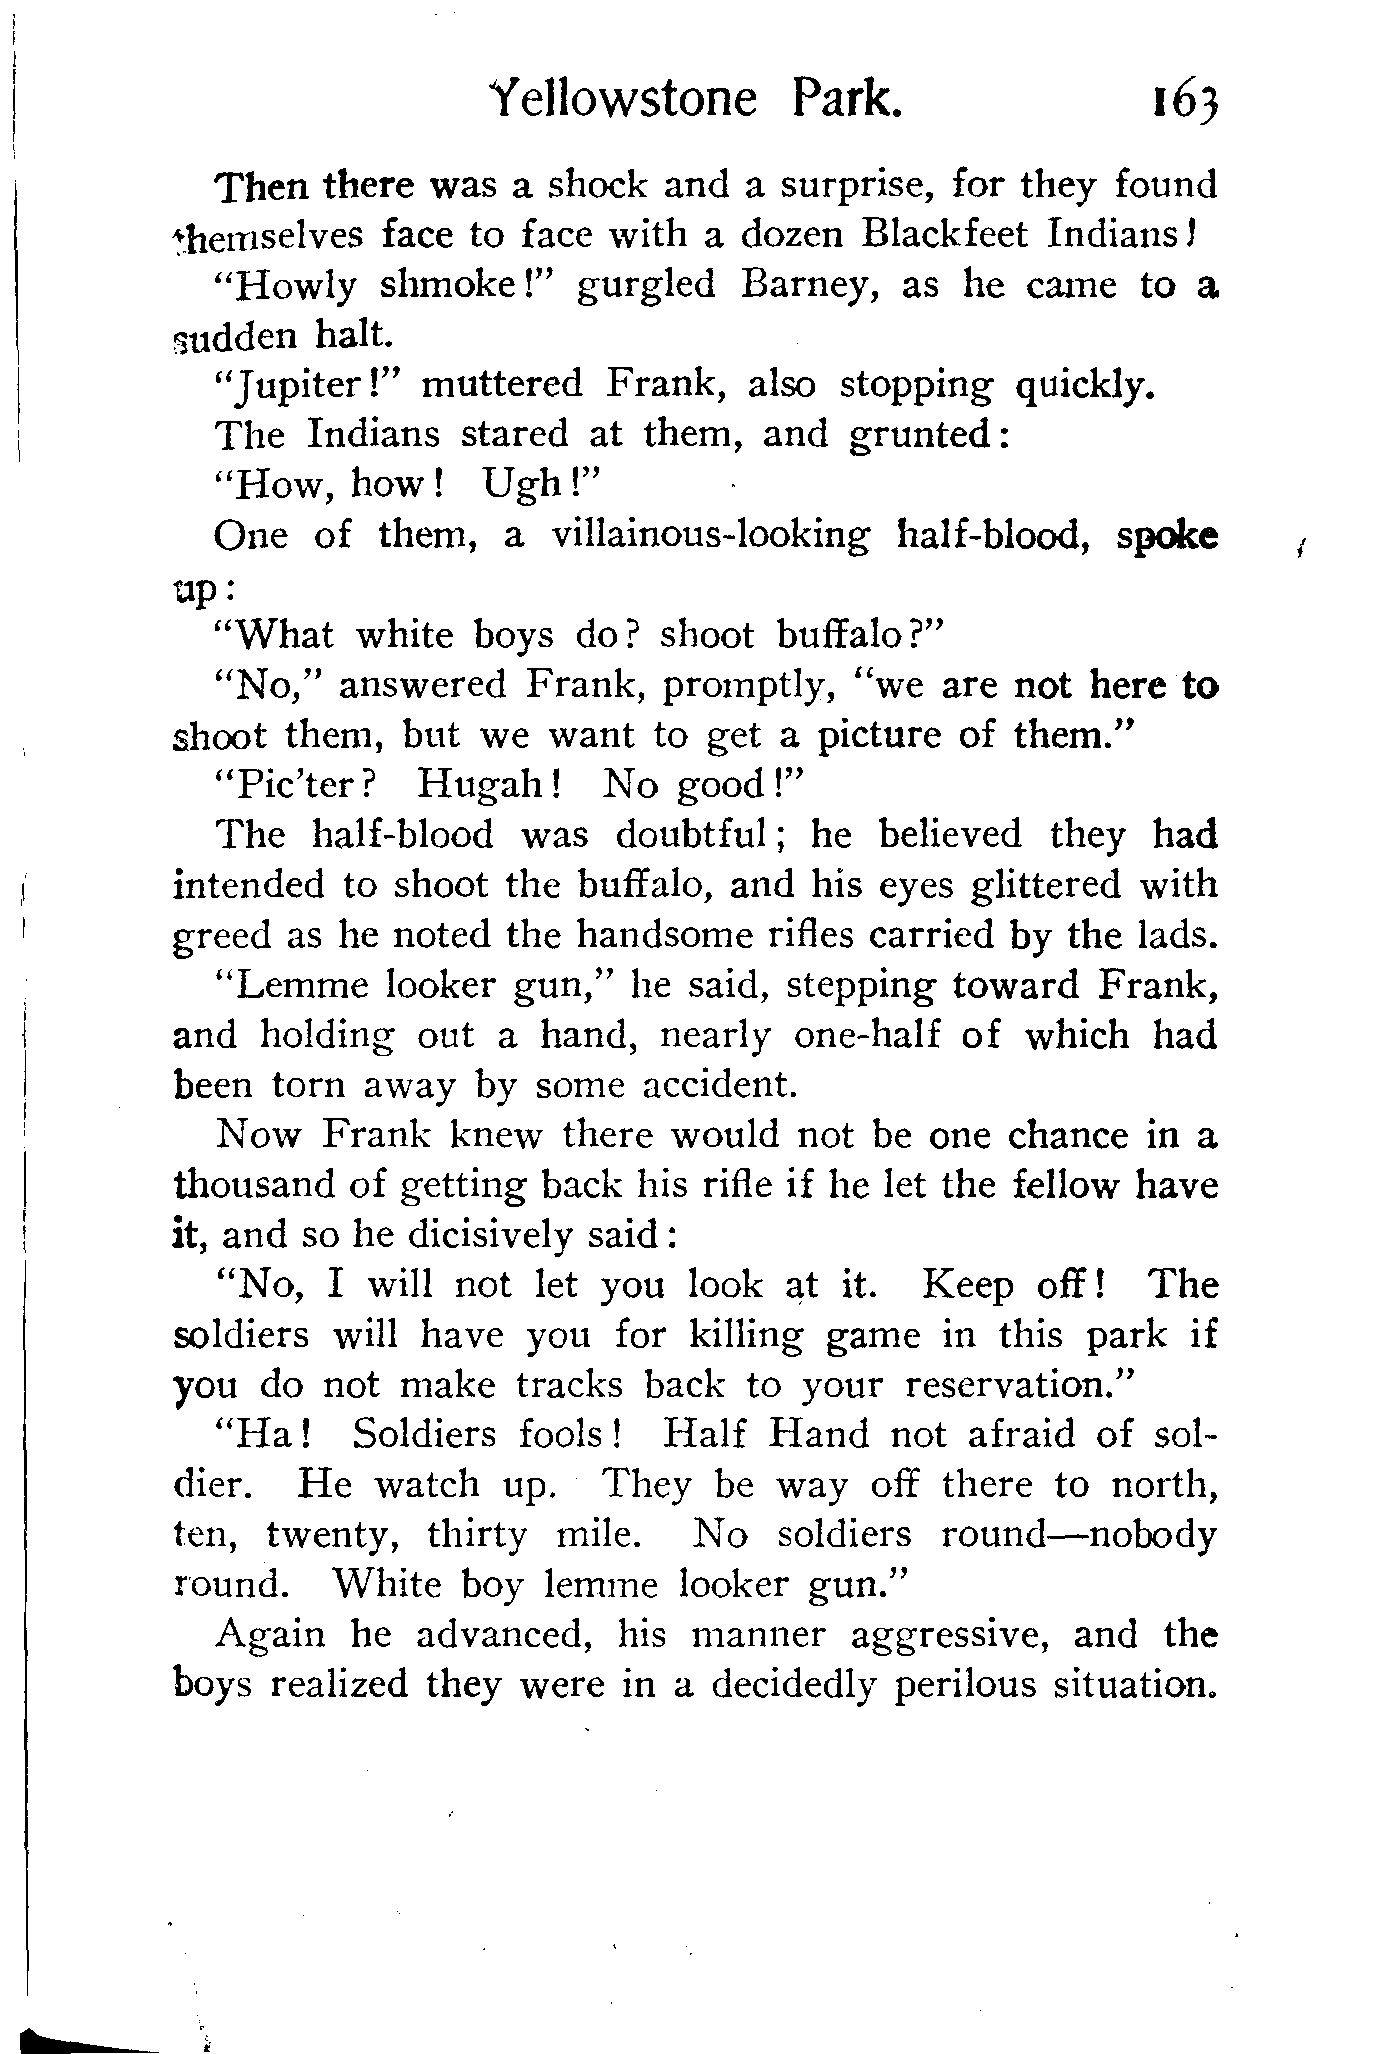 Yellowstone Park. 163
Then there was a shock and a surprise, for they found
themselves face to face with a dozen Blackfeet Indians!
"Howly shmoke!" gurgled Barney, as he came to a
sudden halt.
"Jupiter!" muttered Frank, also stopping quickly.
The Indians stared at them, and grunted:
"How, how! Ugh!"
One of them, a villainous-looking half-blood, spoke
up:
"What white boys do? shoot buffalo?"
"No," answered Frank, promptly, "we are not here to
shoot them, but we want to get a picture of them."
"Pic'ter? Hugah! No good!"
The half-blood was doubtful; he believed they had
intended to shoot the buffalo, and his eyes glittered with
greed as he noted the handsome rifles carried by the lads.
"Lemme looker gun," he said, stepping toward Frank,
and holding out a hand, nearly one-half of which had
been torn away by some accident.
Now Frank knew there would not be one chance in a
thousand of getting back his rifle if he let the fellow have
it, and so he dicisively said:
"No, I will not let you look at it. Keep off! The
soldiers will have you for killing game in this park if
you do not make tracks back to your reservation."
"Ha! Soldiers fools! Half Hand not afraid of sol-
dier. He watch up. They be way off there to north,
ten, twenty, thirty mile. No soldiers round—nobody
round. White boy lemme looker gun."
Again he advanced, his manner aggressive, and the
boys realized they were in a decidedly perilous situation.